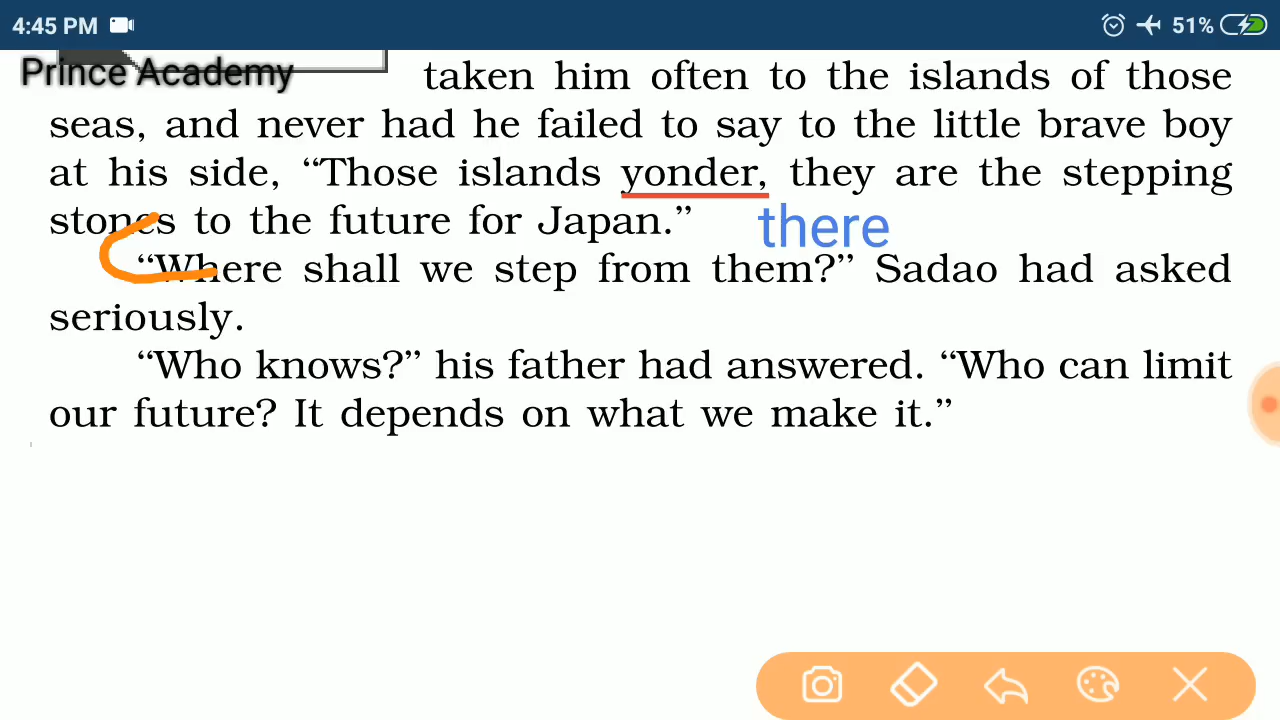 4:45 PM 51%
Prince Academy
taken him often to the islands of those
seas, and never had he failed to say to the little brave boy
at his side, “Those islands yonder, they are the stepping
stones to the future for Japan.”
there
“Where shall we step from them?” Sadao had asked
seriously.
“Who knows?” his father had answered. “Who can limit
our future? It depends on what we make it.”